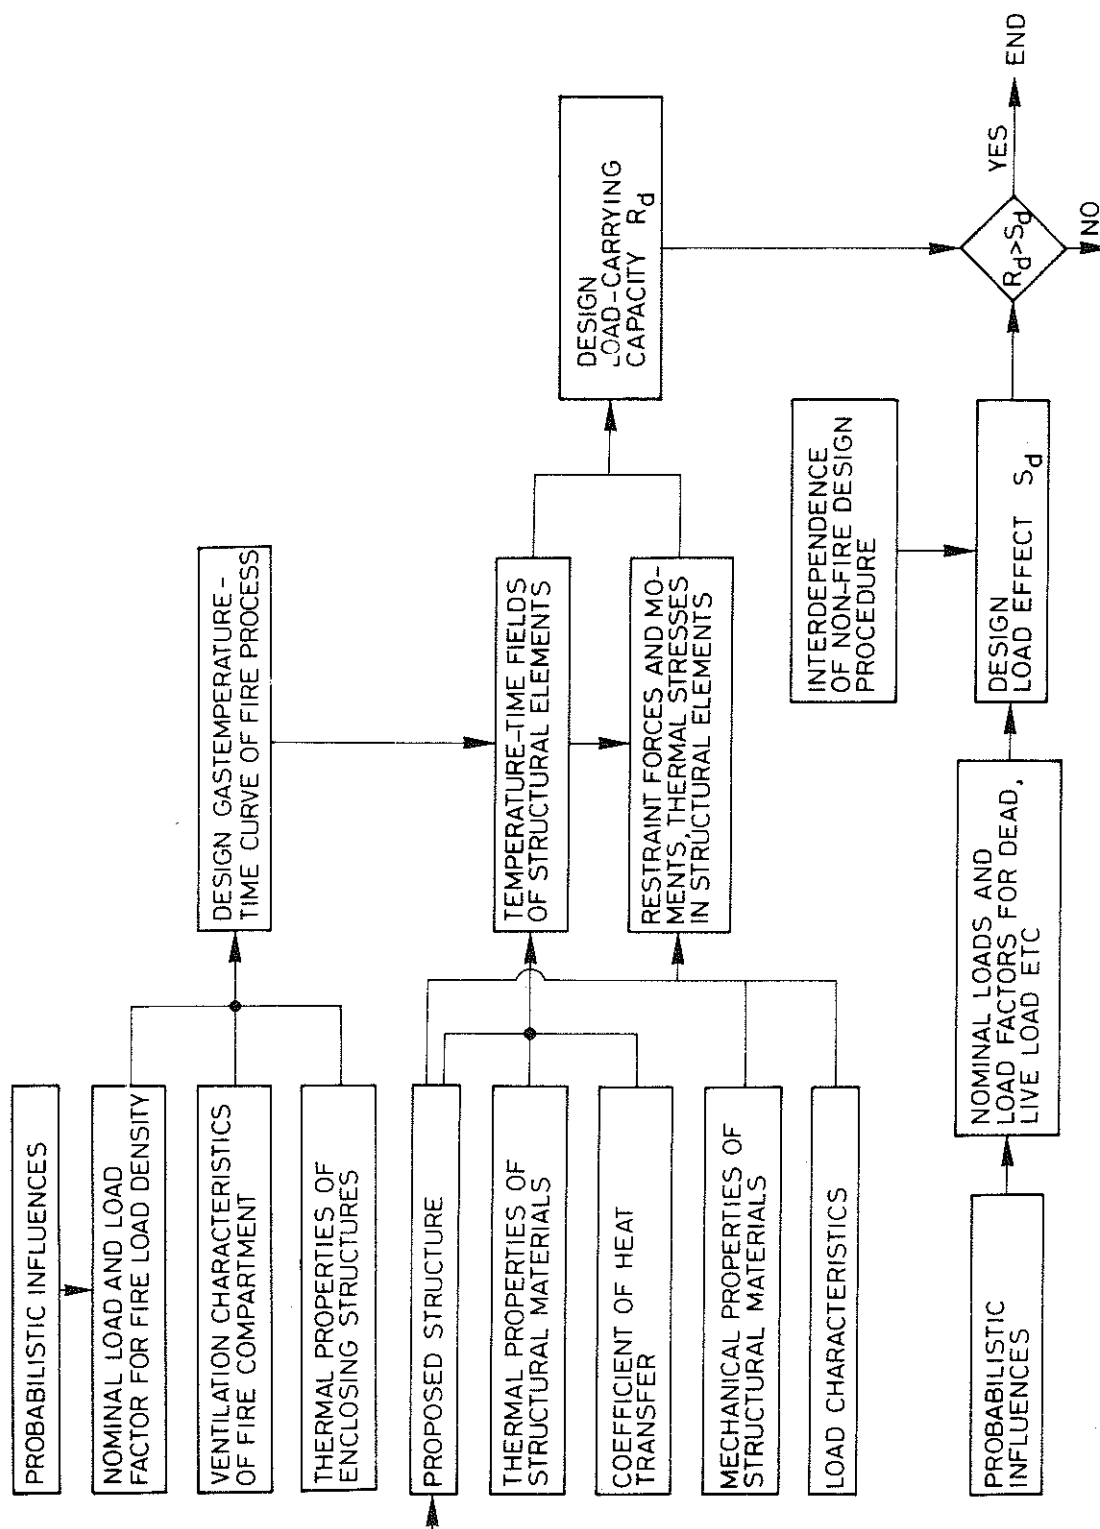 PROBABILISTIC INFLUENCES
NOMINAL LOAD AND LOAD
FACTOR FOR FIRE LOAD DENSITY
VENTILATION CHARACTERISTICS
OF FIRE COMPARTMENT
THERMAL PROPERTIES OF
ENCLOSING STRUCTURES
DESIGN GASTEMPERATURE-
TIME CURVE OF FIRE PROCESS
PROPOSED STRUCTURE
THERMAL PROPERTIES OF
STRUCTURAL MATERIALS
COEFFICIENT OF HEAT
TRANSFER
MECHANICAL PROPERTIES OF
STRUCTURAL MATERIALS
LOAD CHARACTERISTICS
TEMPERATURE-TIME FIELDS
OF STRUCTURAL ELEMENTS
RESTRAINT FORCES AND MO-
MENTS, THERMAL STRESSES
IN STRUCTURAL ELEMENTS
DESIGN
LOAD-CARRYING
CAPACITY Rd
PROBABILISTIC
INFLUENCES
NOMINAL LOADS AND
LOAD FACTORS FOR DEAD,
LIVE LOAD ETC
INTERDEPENDENCE
OF NON-FIRE DESIGN
PROCEDURE
DESIGN
LOAD EFFECT Sd
Rd>Sd
YES
END
NO